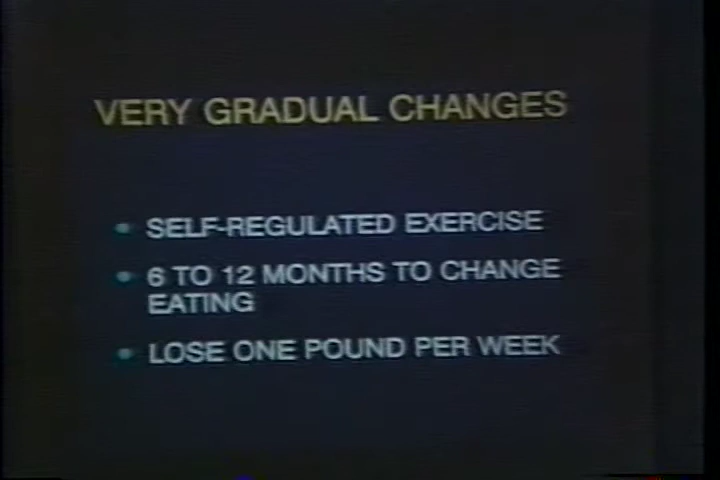 VERY GRADUAL CHANGES
• SELF-REGULATED EXERCISE
• 6 TO 12 MONTHS TO CHANGE
EATING
• LOSE ONE POUND PER WEEK